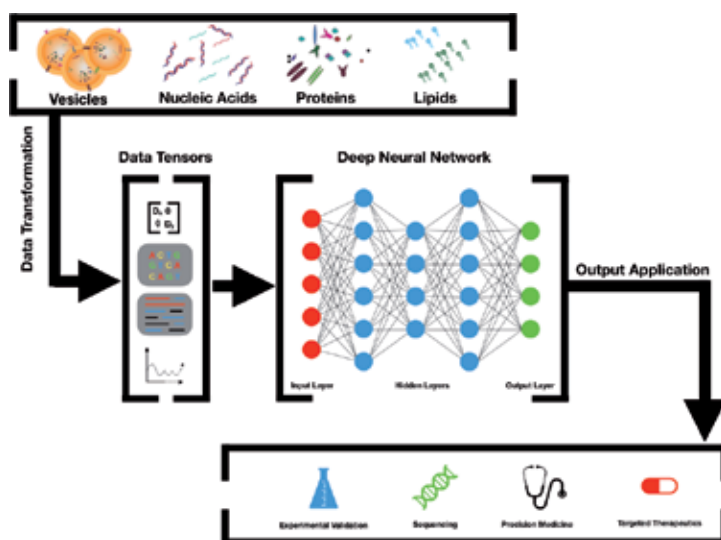 Vesicles
Nucleic Acids
Proteins
Lipids
Data Transformation
Data Tensors
Deep Neural Network
Input Layer
Hidden Layers
Output Layer
Output Application
Experimental Validation
Sequencing
Precision Medicine
Targeted Therapeutics